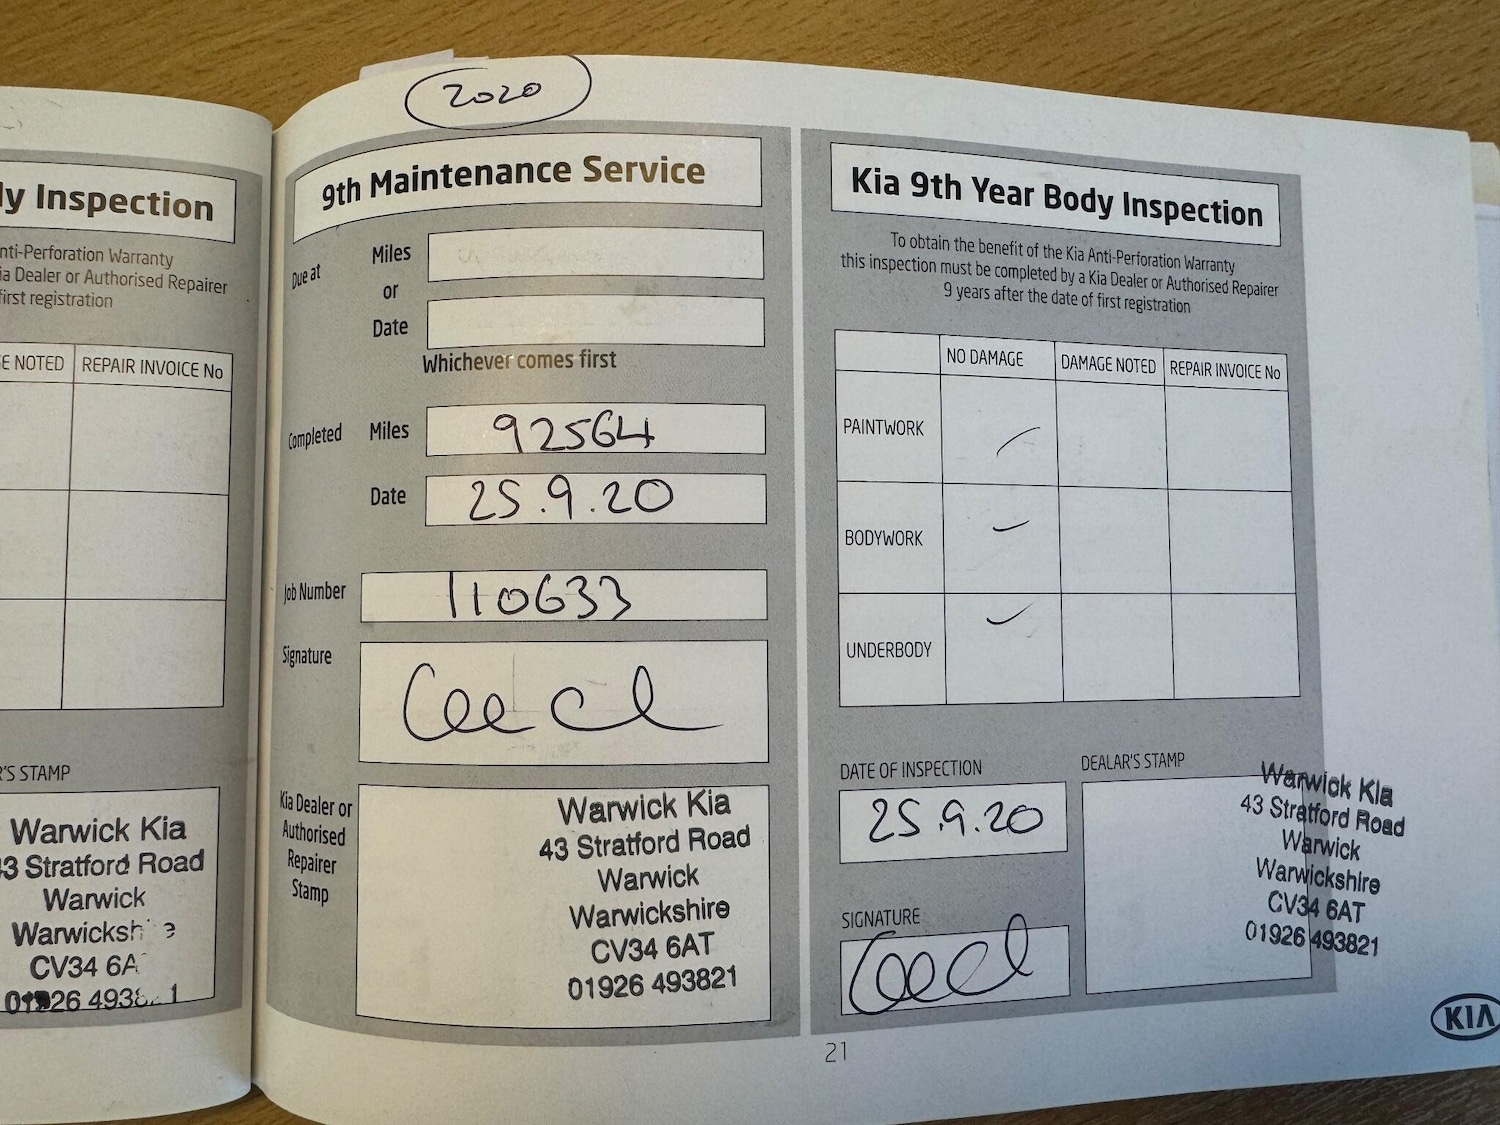 ly Inspection
nti-Perforation Warranty
ia Dealer or Authorised Repairer
first registration
E NOTED REPAIR INVOICE No
'S STAMP
Warwick Kia
43 Stratford Road
Warwick
CV34
2020
9th Maintenance Service
Due at
Miles
or
Date
Whichever comes first
Completed
Miles 92564
Date 25.9.20
Job Number 110633
Signature
Kia Dealer or
Authorised
Repairer
Stamp
Warwick Kia
43 Stratford Road
Warwick
Warwickshire
CV34 6AT
01926 493821
Kia 9th Year Body Inspection
To obtain the benefit of the Kia Anti-Perforation Warranty
this inspection must be completed by a Kia Dealer or Authorised Repairer
9 years after the date of first registration
NO DAMAGE DAMAGE NOTED REPAIR INVOICE No
PAINTWORK
BODYWORK
UNDERBODY
DATE OF INSPECTION
25.9.20
SIGNATURE
DEALAR'S STAMP
Warwick Kia
43 Stratford Road
Warwick
Warwickshire
CV34 6AT
01926 493821
21
KIA